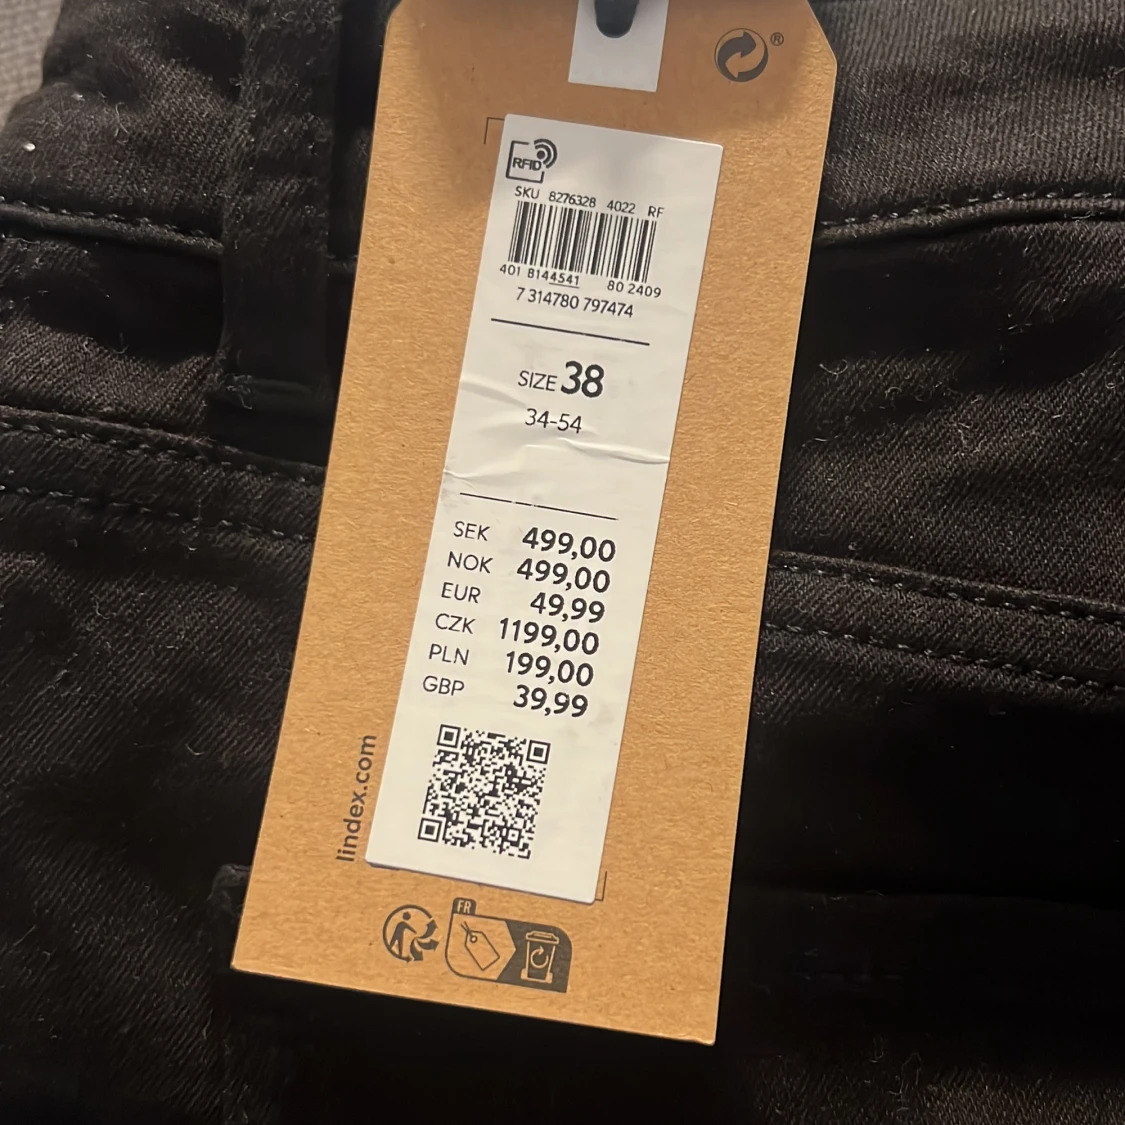 ®
RFID
SKU 8276328 4022 RF
401 8144541 80 2409
7 314780 797474
SIZE 38
34-54
SEK 499,00
NOK 499,00
EUR 49,99
CZK 1199,00
PLN 199,00
GBP 39,99
lindex.com
FR